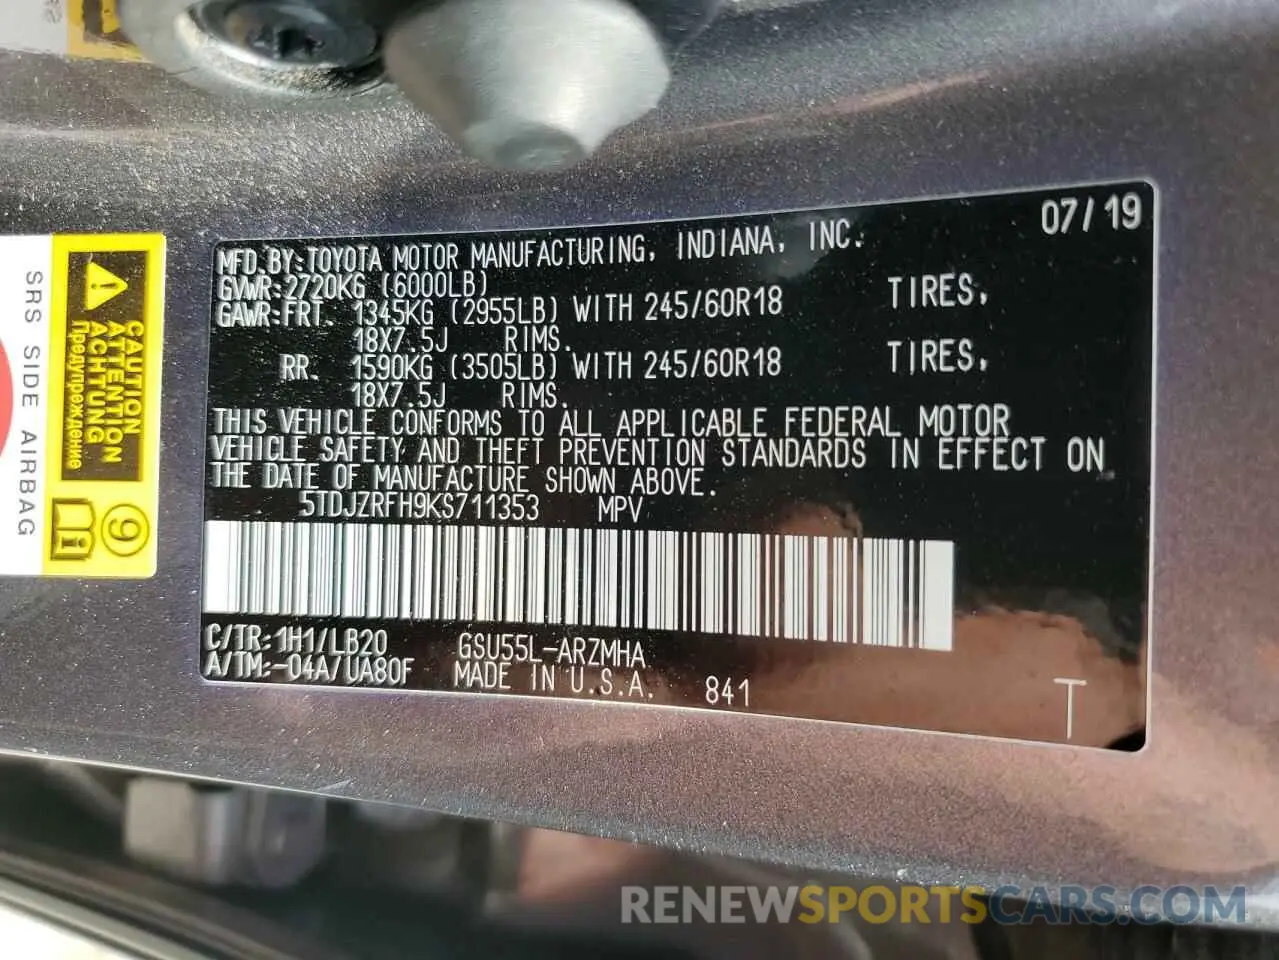 07/19
MFD.BY:TOYOTA MOTOR MANUFACTURING, INDIANA, INC.
GVWR:2720KG (6000LB)
GAWR:FRT. 1345KG (2955LB) WITH 245/60R18 TIRES,
18X7.5J RIMS.
RR. 1590KG (3505LB) WITH 245/60R18 TIRES,
18X7.5J RIMS.
THIS VEHICLE CONFORMS TO ALL APPLICABLE FEDERAL MOTOR
VEHICLE SAFETY AND THEFT PREVENTION STANDARDS IN EFFECT ON
THE DATE OF MANUFACTURE SHOWN ABOVE.
5TDJZRFH9KS711353 MPV
C/TR:1H1/LB20 GSU55L-ARZMHA
A/TM:-04A/UA80F MADE IN U.S.A. 841
T
CAUTION
ATTENTION
ACHTUNG
Предупреждение
9
SRS SIDE AIRBAG
RENEWSPORTSCARS.COM